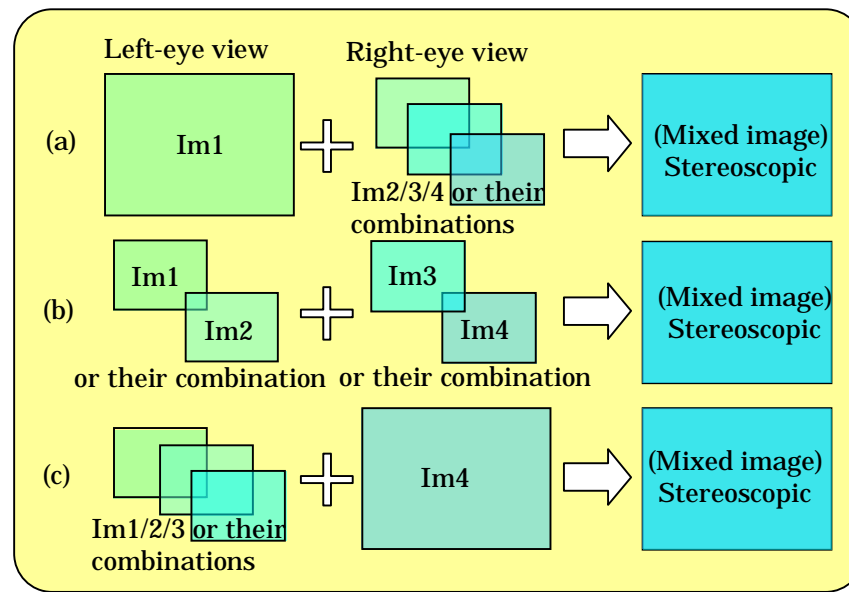 Left-eye view
Right-eye view
(a)
Im1
Im2/3/4 or their
combinations
(Mixed image)
Stereoscopic
(b)
Im1
Im2
or their combination
Im3
Im4
or their combination
(Mixed image)
Stereoscopic
(c)
Im1/2/3 or their
combinations
Im4
(Mixed image)
Stereoscopic